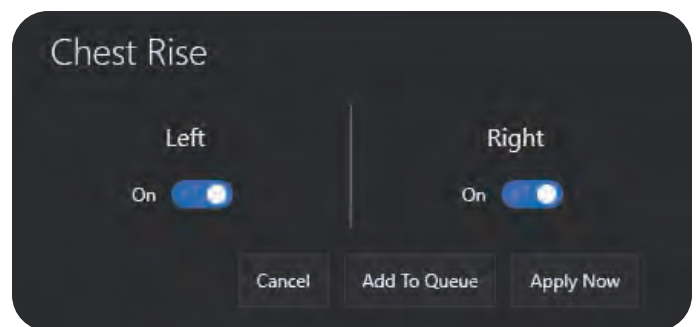 Chest Rise
Left
Right
On
On
Cancel
Add To Queue
Apply Now